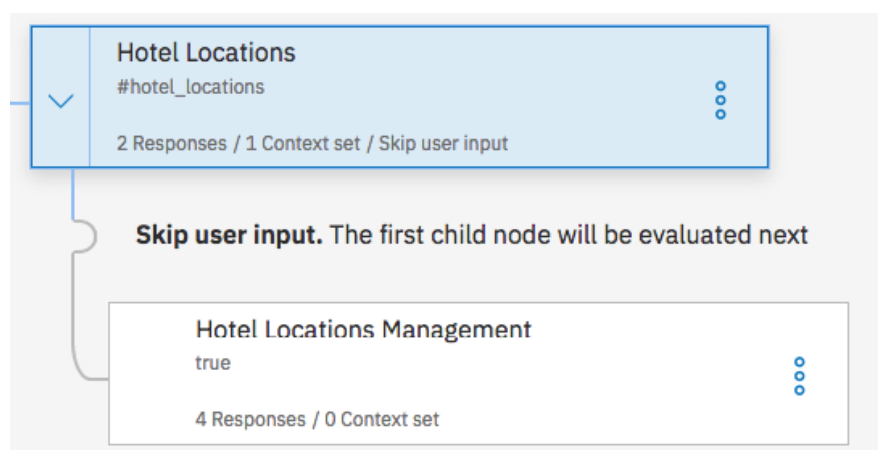 Hotel Locations
#hotel_locations
2 Responses / 1 Context set / Skip user input
Skip user input. The first child node will be evaluated next
Hotel Locations Management
true
4 Responses / 0 Context set